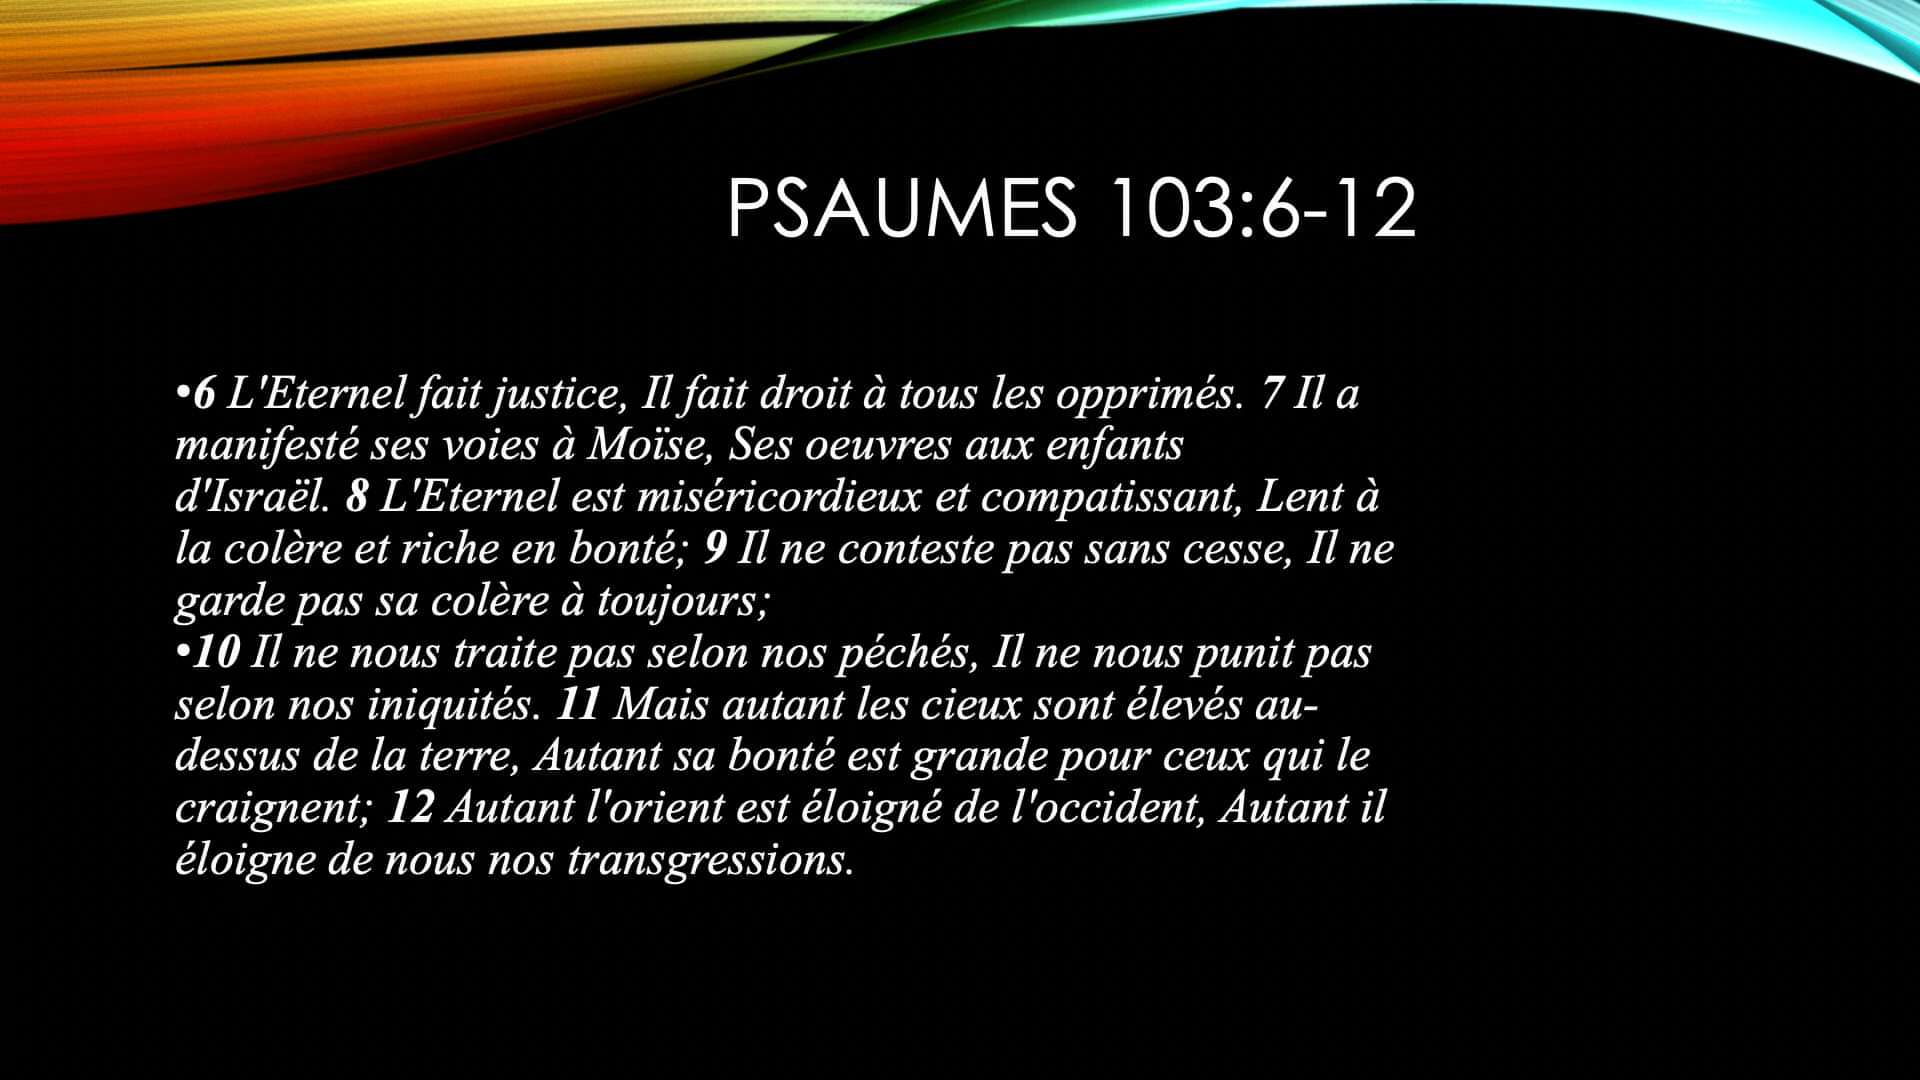 PSAUMES 103:6-12
•6 L'Eternel fait justice, Il fait droit à tous les opprimés. 7 Il a
manifesté ses voies à Moïse, Ses oeuvres aux enfants
d'Israël. 8 L'Eternel est miséricordieux et compatissant, Lent à
la colère et riche en bonté; 9 Il ne conteste pas sans cesse, Il ne
garde pas sa colère à toujours;
•10 Il ne nous traite pas selon nos péchés, Il ne nous punit pas
selon nos iniquités. 11 Mais autant les cieux sont élevés au-
dessus de la terre, Autant sa bonté est grande pour ceux qui le
craignent; 12 Autant l'orient est éloigné de l'occident, Autant il
éloigne de nous nos transgressions.